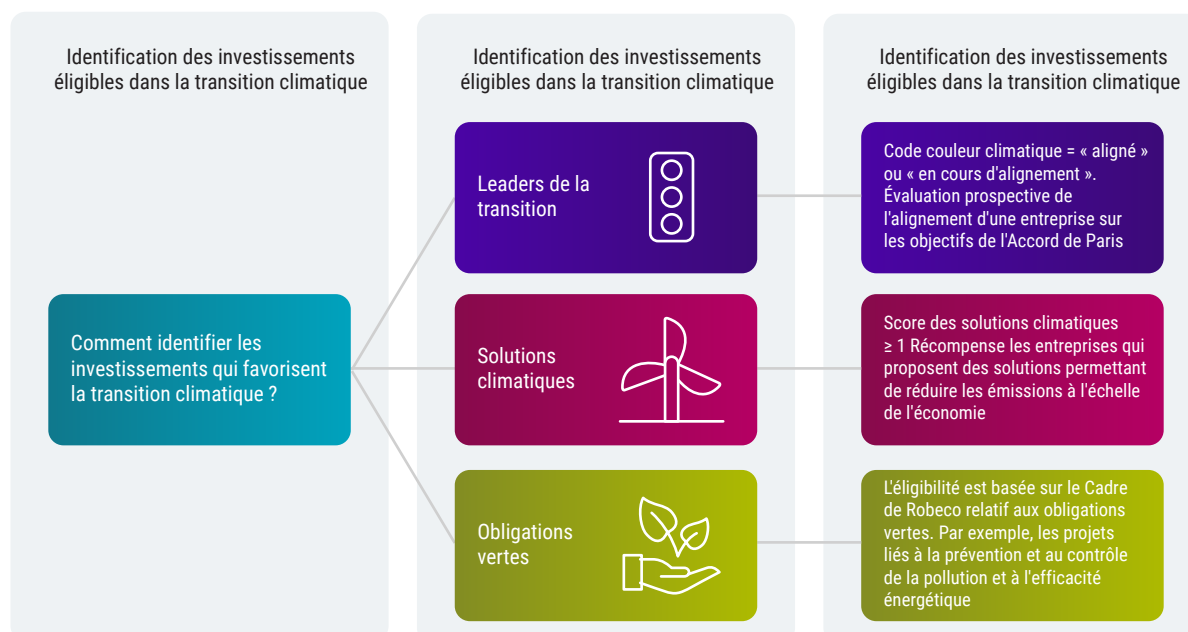 Identification des investissements
éligibles dans la transition climatique
Comment identifier les
investissements qui favorisent
la transition climatique ?
Identification des investissements
éligibles dans la transition climatique
Leaders de la
transition
Solutions
climatiques
Obligations
vertes
Identification des investissements
éligibles dans la transition climatique
Code couleur climatique = « aligné »
ou « en cours d'alignement ».
Évaluation prospective de
l'alignement d'une entreprise sur
les objectifs de l'Accord de Paris
Score des solutions climatiques
≥ 1 Récompense les entreprises qui
proposent des solutions permettant
de réduire les émissions à l'échelle
de l'économie
L'éligibilité est basée sur le Cadre
de Robeco relatif aux obligations
vertes. Par exemple, les projets
liés à la prévention et au contrôle
de la pollution et à l'efficacité
énergétique